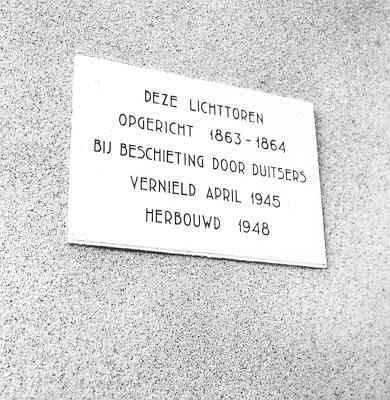 DEZE LICHTTOREN
OPGERICHT 1863-1864
BIJ BESCHIETING DOOR DUITSERS
VERNIELD APRIL 1945
HERBOUWD 1948